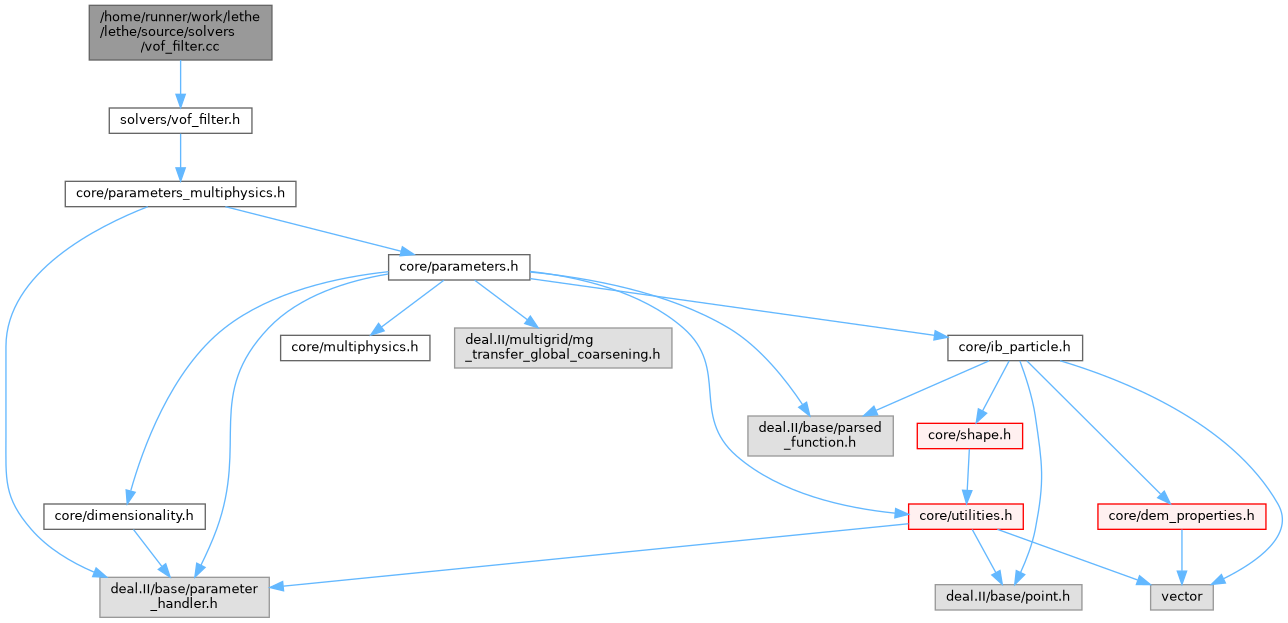 /home/runner/work/lethe
/lethe/source/solvers
/vof_filter.cc
solvers/vof_filter.h
core/parameters_multiphysics.h
core/parameters.h
core/multiphysics.h
deal.II/multigrid/mg
_transfer_global_coarsening.h
core/ib_particle.h
deal.II/base/parsed
_function.h
core/shape.h
core/dimensionality.h
core/utilities.h
core/dem_properties.h
deal.II/base/parameter
_handler.h
deal.II/base/point.h
vector